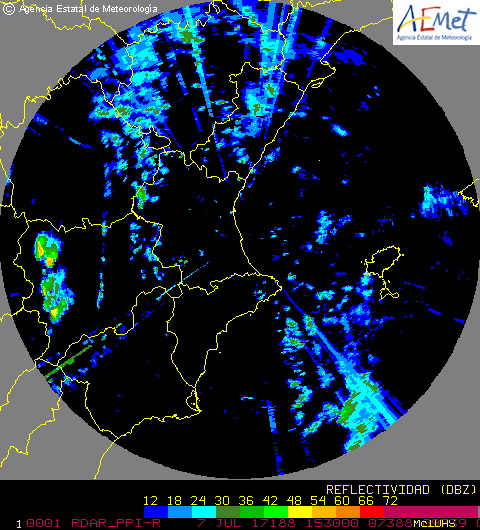 © Agencia Estatal de Meteorología
AEMet
Agencia Estatal de Meteorología
REFLECTIVIDAD (DBZ)
12 18 24 30 36 42 48 54 60 66 72
1 0001 RDAR_PPI-R 7 JUL 17188 153000 07388